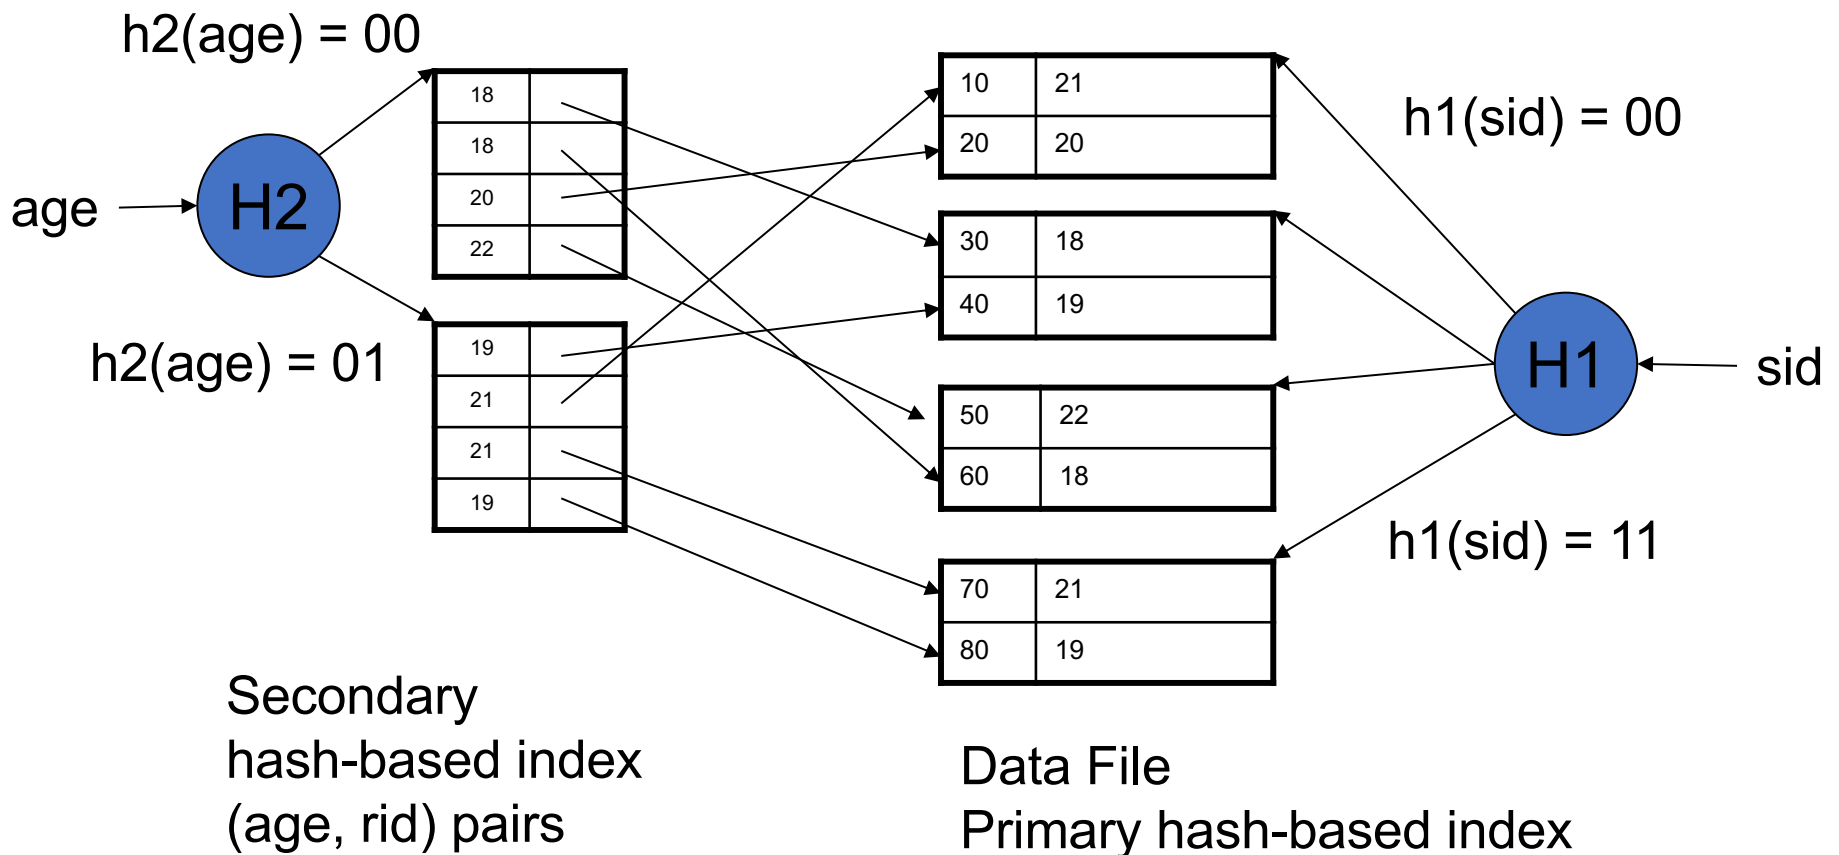 h2(age) = 00
age
H2
h2(age) = 01
18
18
20
22
19
21
21
19
10 21
20 20
30 18
40 19
50 22
60 18
70 21
80 19
h1(sid) = 00
H1
sid
h1(sid) = 11
Secondary
hash-based index
(age, rid) pairs
Data File
Primary hash-based index